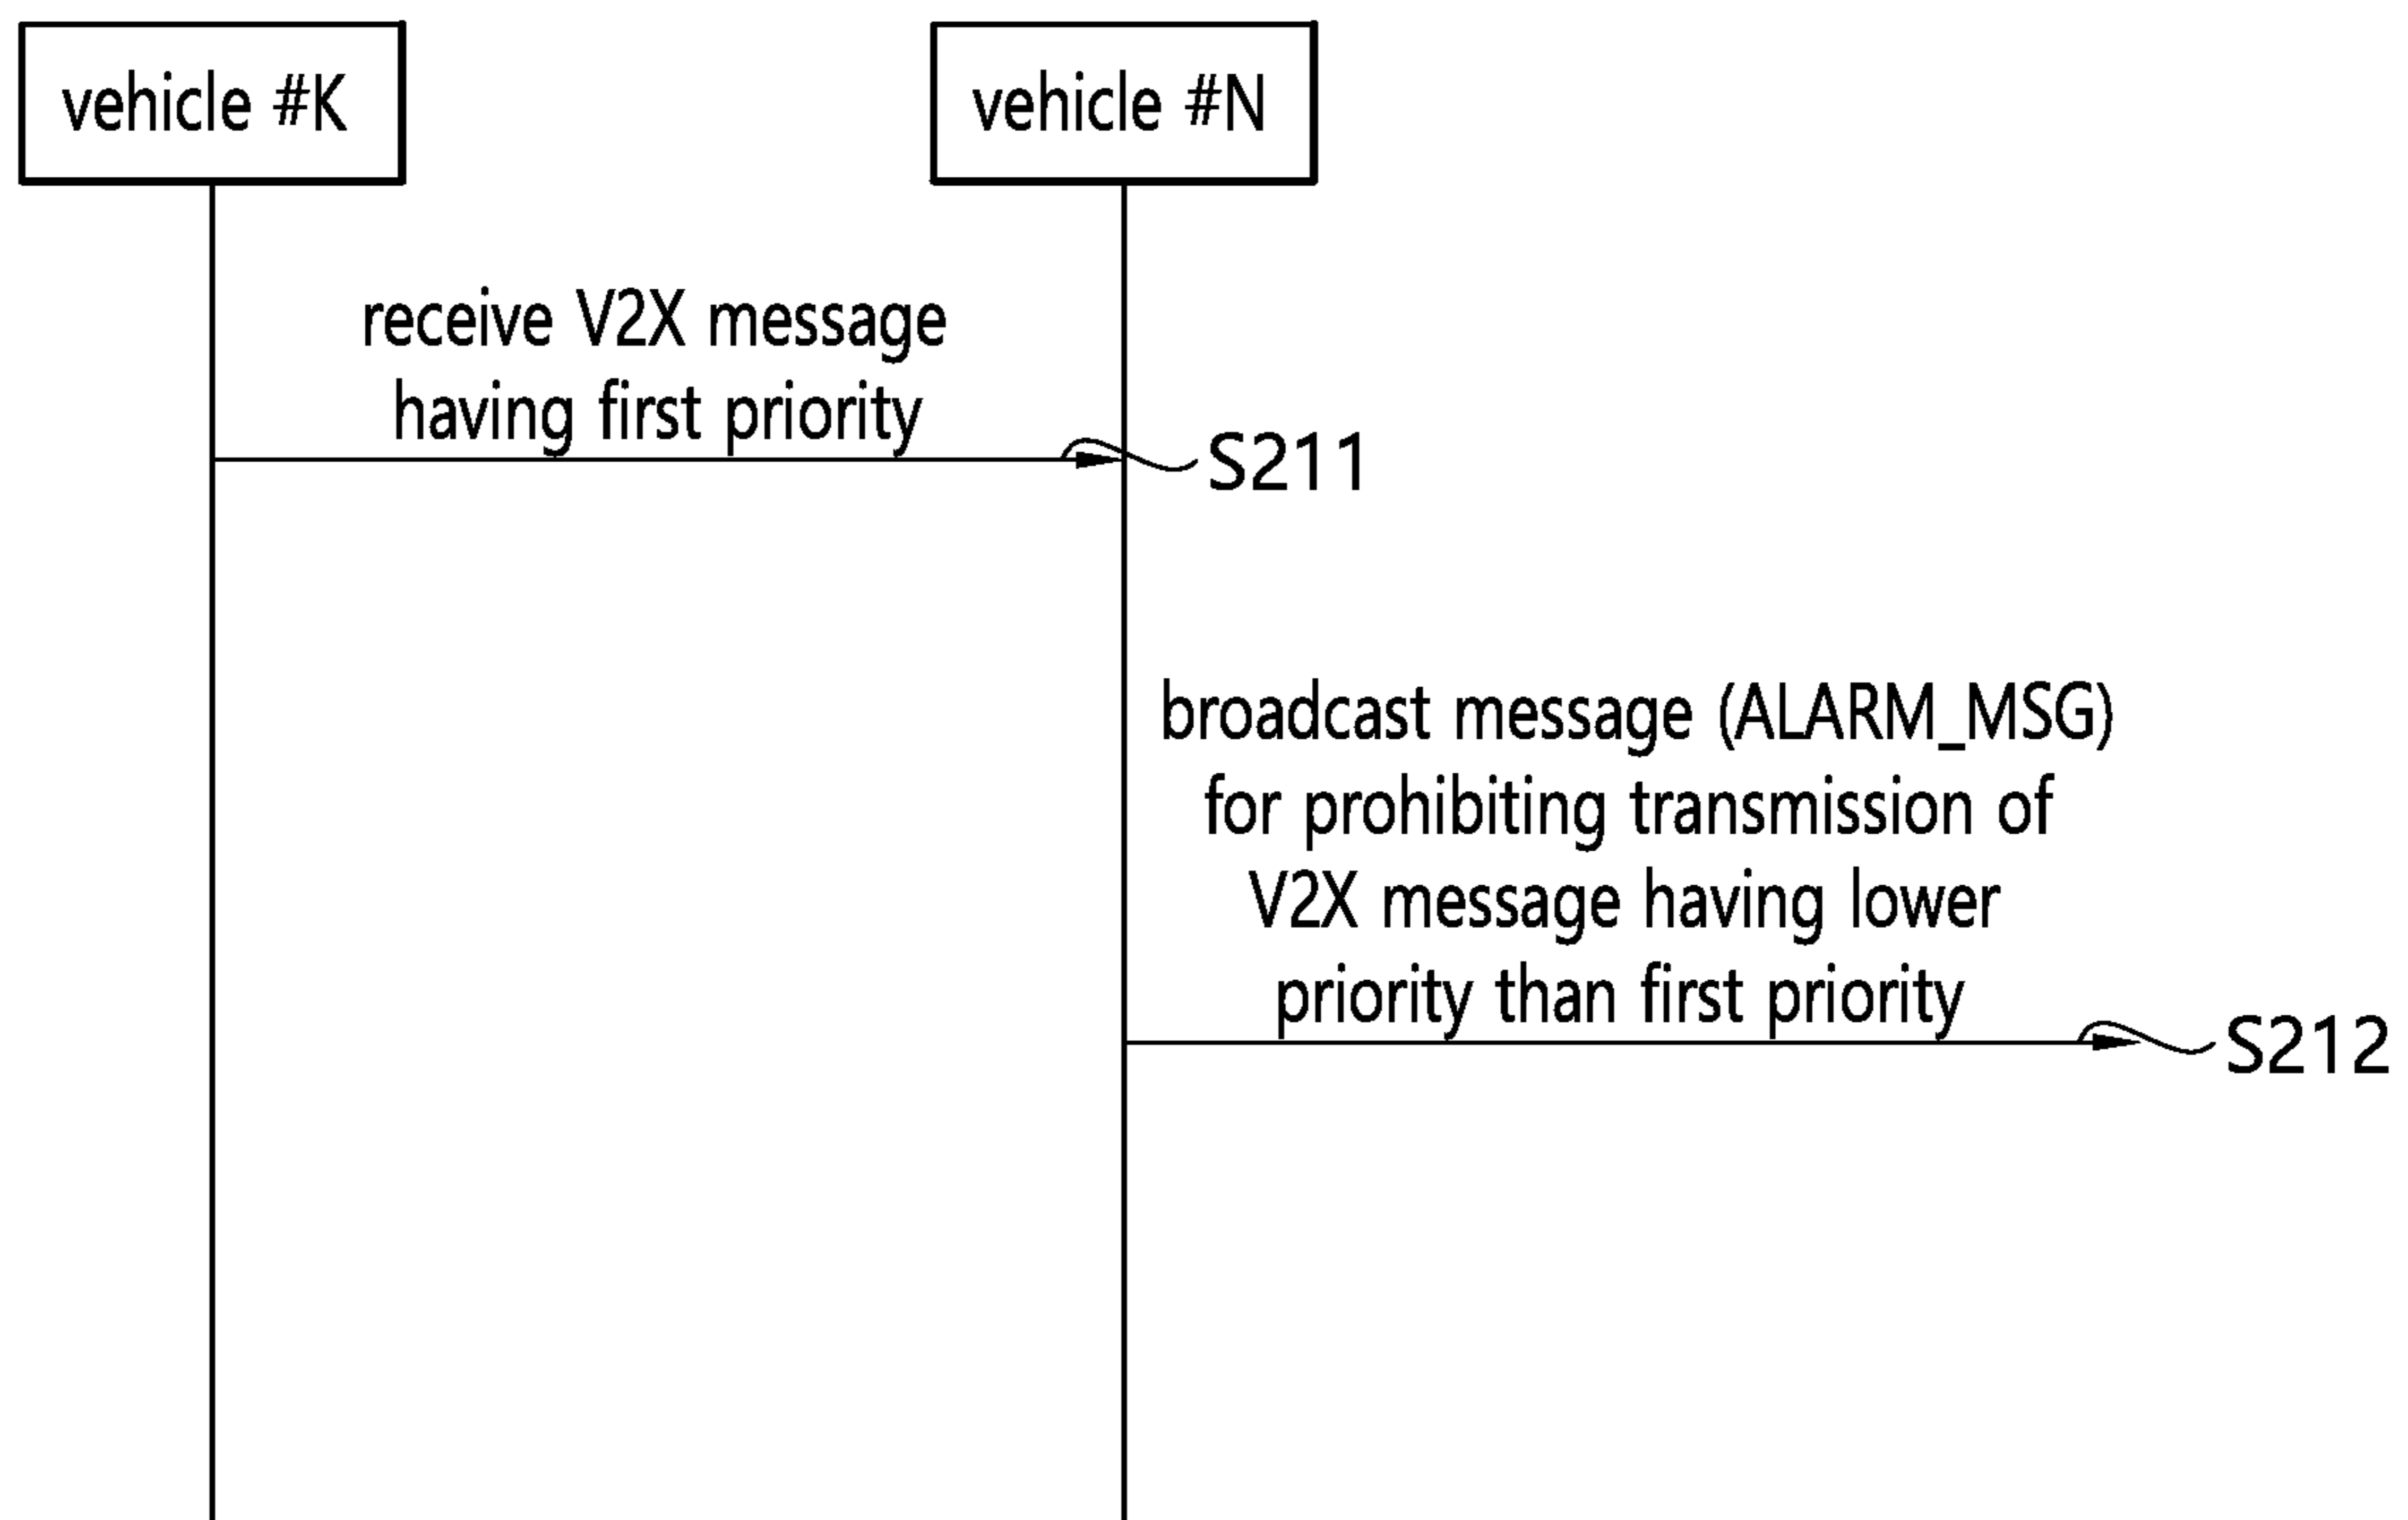 vehicle #K
vehicle #N
receive V2X message
having first priority
S211
broadcast message (ALARM_MSG)
for prohibiting transmission of
V2X message having lower
priority than first priority
S212